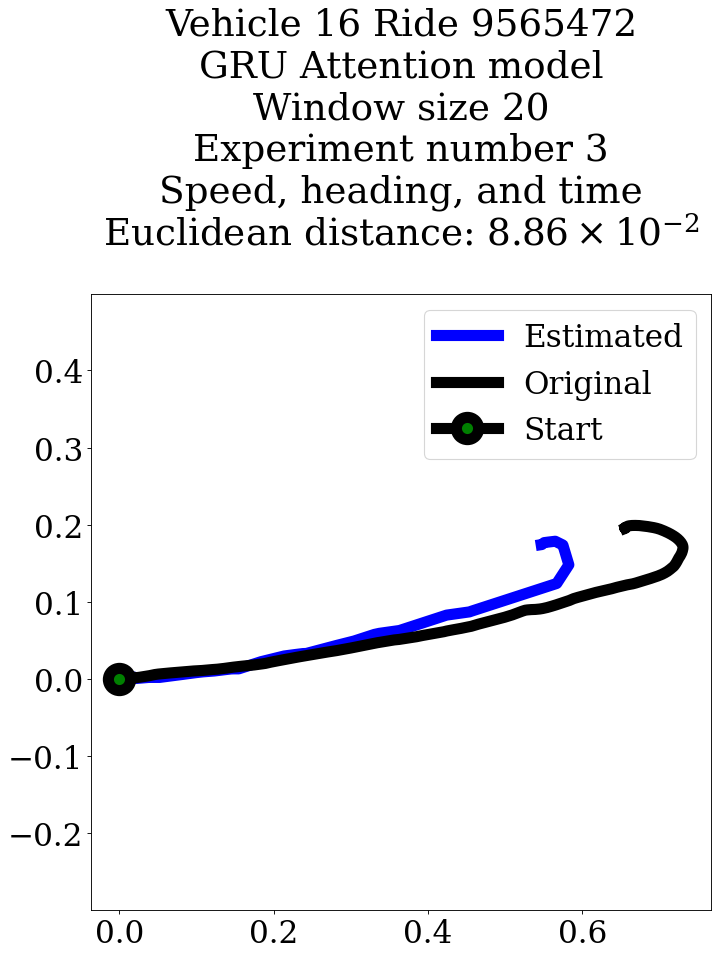 Vehicle 16 Ride 9565472
GRU Attention model
Window size 20
Experiment number 3
Speed, heading, and time
Euclidean distance: 8.86 × 10⁻²
Estimated
Original
Start
0.4
0.3
0.2
0.1
0.0
−0.1
−0.2
0.0 0.2 0.4 0.6